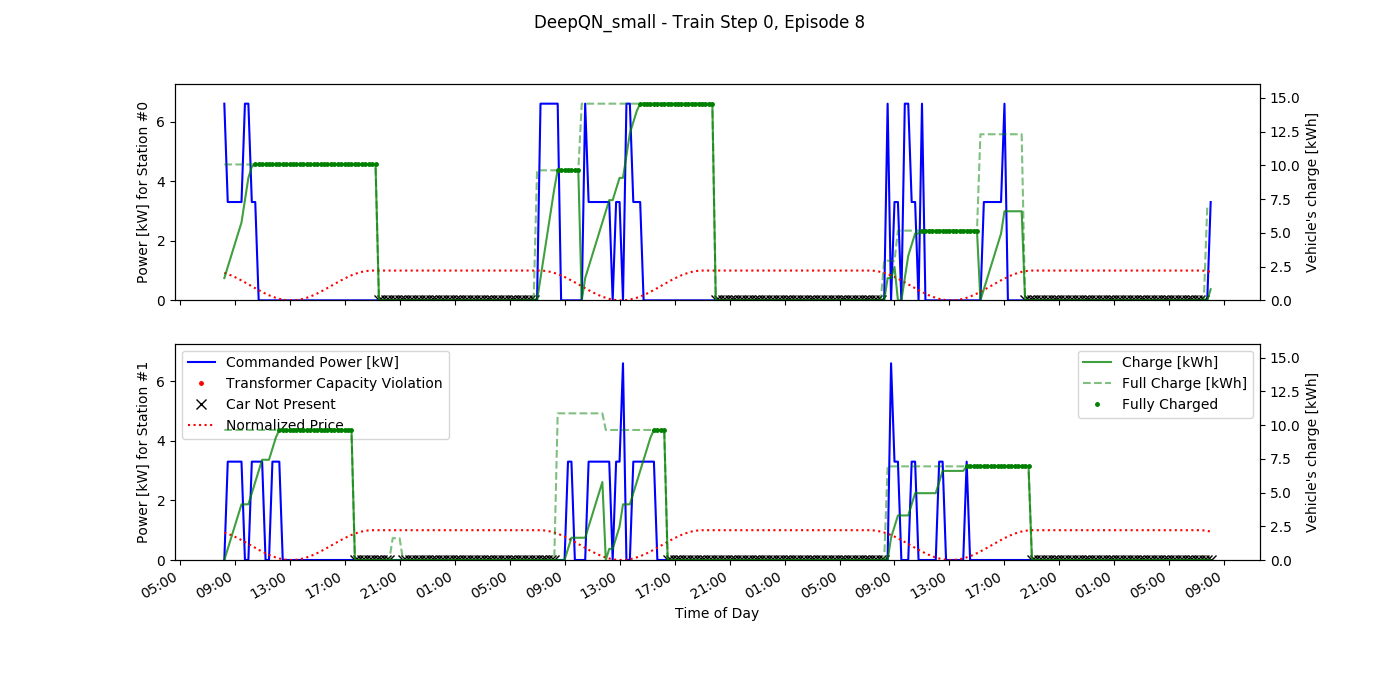 DeepQN_small - Train Step 0, Episode 8
Power [kW] for Station #0
6
4
2
0
15.0
12.5
10.0
7.5
5.0
2.5
0.0
Vehicle's charge [kWh]
Power [kW] for Station #1
6
4
2
0
Commanded Power [kW]
Transformer Capacity Violation
Car Not Present
Normalized Price
Charge [kWh]
Full Charge [kWh]
Fully Charged
15.0
12.5
10.0
7.5
5.0
2.5
0.0
Vehicle's charge [kWh]
05:00 09:00 13:00 17:00 21:00 01:00 05:00 09:00 13:00 17:00 21:00 01:00 05:00 09:00 13:00 17:00 21:00 01:00 05:00 09:00
Time of Day